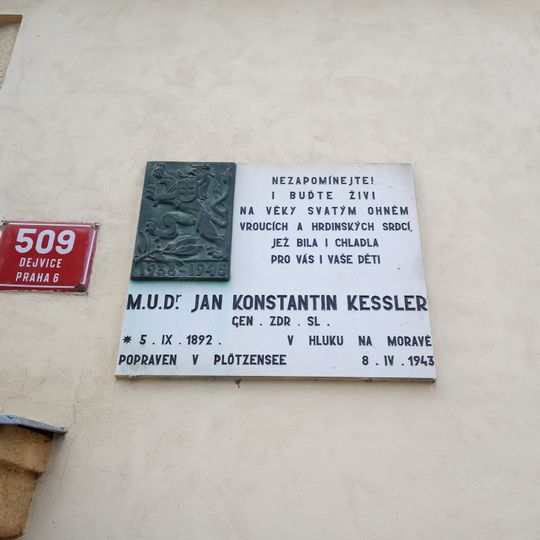 509
DEJVICE
PRAHA 6
1938-1945
NEZAPOMÍNEJTE!
I BUĎTE ŽIVI
NA VĚKY SVATÝM OHNĚM
VROUCÍCH A HRDINSKÝCH SRDCÍ,
JEŽ BILA I CHLADLA
PRO VÁS I VAŠE DĚTI
M.U.Dr. JAN KONSTANTIN KESSLER
GEN. ZDR. SL.
* 5. IX. 1892. V HLUKU NA MORAVĚ
POPRAVEN V PLÖTZENSEE 8. IV. 1943